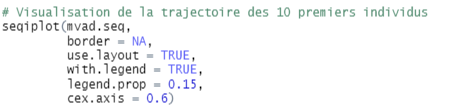 # Visualisation de la trajectoire des 10 premiers individus
seqiplot(mvad.seq,
border = NA,
use.layout = TRUE,
with.legend = TRUE,
legend.prop = 0.15,
cex.axis = 0.6)